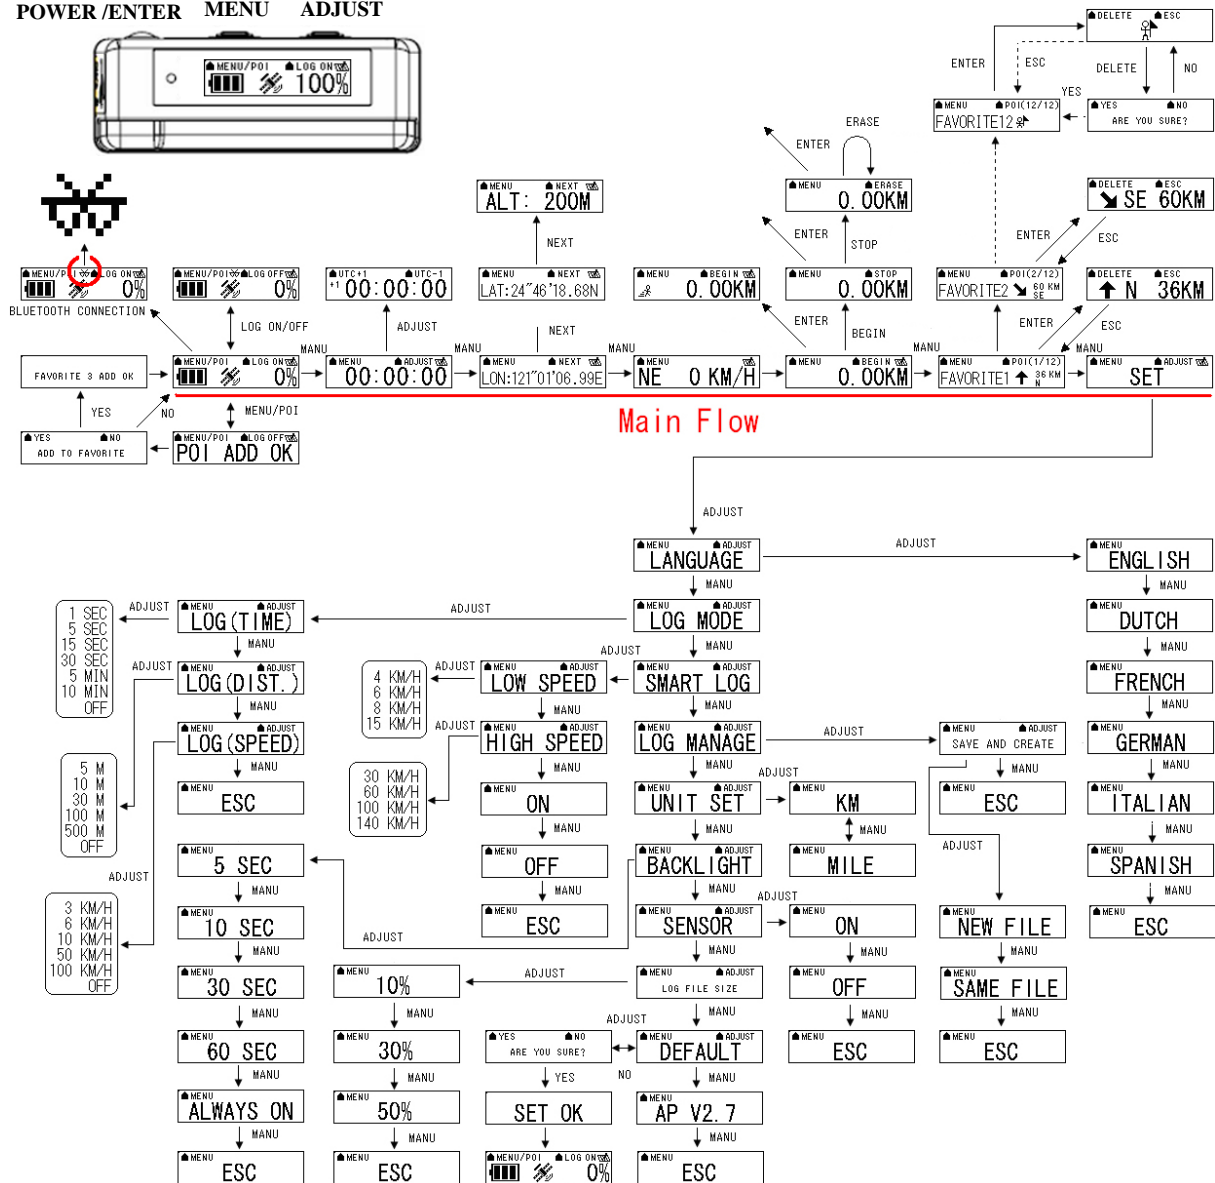 POWER /ENTER MENU ADJUST
MENU/POI LOG ON
100%
DELETE ESC
ENTER ESC DELETE NO
YES
MENU POI(12/12)
FAVORITE12
YES NO
ARE YOU SURE?
ERASE
ENTER
MENU ERASE
0.00KM
MENU NEXT
ALT: 200M
DELETE ESC
SE 60KM
NEXT
ENTER
STOP
ENTER
ESC
MENU/POI LOG ON
0%
MENU/POI LOG OFF
0%
UTC+1 UTC-1
+1 00:00:00
MENU NEXT
LAT:24"46'18.68N
MENU BEGIN
0.00KM
MENU STOP
0.00KM
MENU POI(2/12)
FAVORITE2 60 KM
SE
DELETE ESC
N 36KM
BLUETOOTH CONNECTION
LOG ON/OFF
ADJUST
NEXT
ENTER
BEGIN
ENTER
ESC
MANU
MANU
MANU
MANU
MANU
FAVORITE 3 ADD OK
MENU/POI LOG ON
0%
MENU ADJUST
00:00:00
MENU NEXT
LON:121"01'06.99E
MENU
NE 0 KM/H
MENU BEGIN
0.00KM
MENU POI(1/12)
FAVORITE1 36 KM
N
MENU ADJUST
SET
YES
NO
MENU/POI
Main Flow
YES NO
ADD TO FAVORITE
MENU/POI LOG OFF
POI ADD OK
ADJUST
MENU ADJUST
LANGUAGE
ADJUST
MENU
ENGLISH
MANU
MANU
1 SEC
5 SEC
15 SEC
30 SEC
5 MIN
10 MIN
OFF
ADJUST
MENU ADJUST
LOG(TIME)
ADJUST
MENU ADJUST
LOG MODE
MENU
DUTCH
MANU
ADJUST
MANU
MANU
ADJUST
MENU ADJUST
LOG(DIST.)
4 KM/H
6 KM/H
8 KM/H
15 KM/H
ADJUST
MENU ADJUST
LOW SPEED
MENU ADJUST
SMART LOG
MENU
FRENCH
MANU
MANU
MANU
MANU
MENU ADJUST
LOG(SPEED)
ADJUST
MENU ADJUST
HIGH SPEED
MENU ADJUST
LOG MANAGE
ADJUST
MENU ADJUST
SAVE AND CREATE
MENU
GERMAN
MANU
MANU
MANU
MANU
MANU
5 M
10 M
30 M
100 M
500 M
OFF
MENU
ESC
30 KM/H
60 KM/H
100 KM/H
140 KM/H
MENU
ON
MENU ADJUST
UNIT SET
ADJUST
MENU
KM
MENU
ESC
MENU
ITALIAN
MANU
MANU
MANU
MANU
ADJUST
ADJUST
MENU
5 SEC
MENU
OFF
MENU ADJUST
BACKLIGHT
MENU
MILE
MENU
SPANISH
MANU
MANU
MANU
ADJUST
MANU
3 KM/H
6 KM/H
10 KM/H
50 KM/H
100 KM/H
OFF
MENU
10 SEC
ADJUST
MENU
ESC
MENU ADJUST
SENSOR
MENU
ON
MENU
NEW FILE
MENU
ESC
MANU
MANU
MANU
MANU
MENU
30 SEC
MENU
10%
ADJUST
MENU ADJUST
LOG FILE SIZE
MENU
OFF
MENU
SAME FILE
MANU
MANU
ADJUST
MANU
MANU
MANU
MENU
60 SEC
MENU
30%
YES NO
ARE YOU SURE?
MENU ADJUST
DEFAULT
MENU
ESC
MENU
ESC
MANU
MANU
YES
NO
MANU
MENU
ALWAYS ON
MENU
50%
SET OK
MENU
AP V2.7
MANU
MANU
MANU
MENU
ESC
MENU
ESC
MENU/POI LOG ON
0%
MENU
ESC